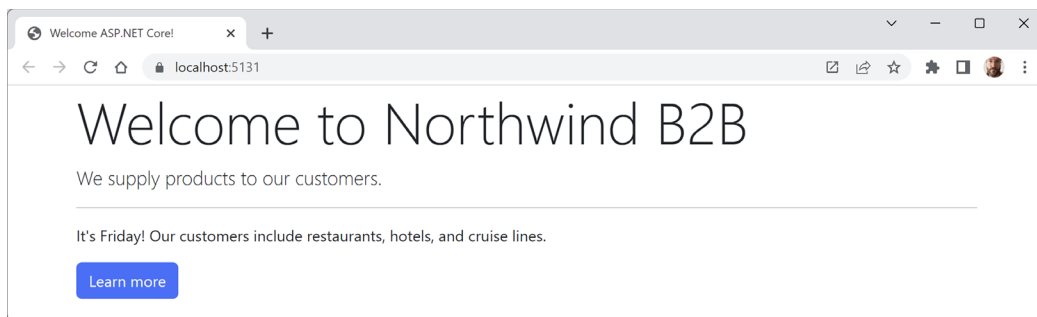 Welcome ASP.NET Core!
localhost:5131
Welcome to Northwind B2B
We supply products to our customers.
It's Friday! Our customers include restaurants, hotels, and cruise lines.
Learn more